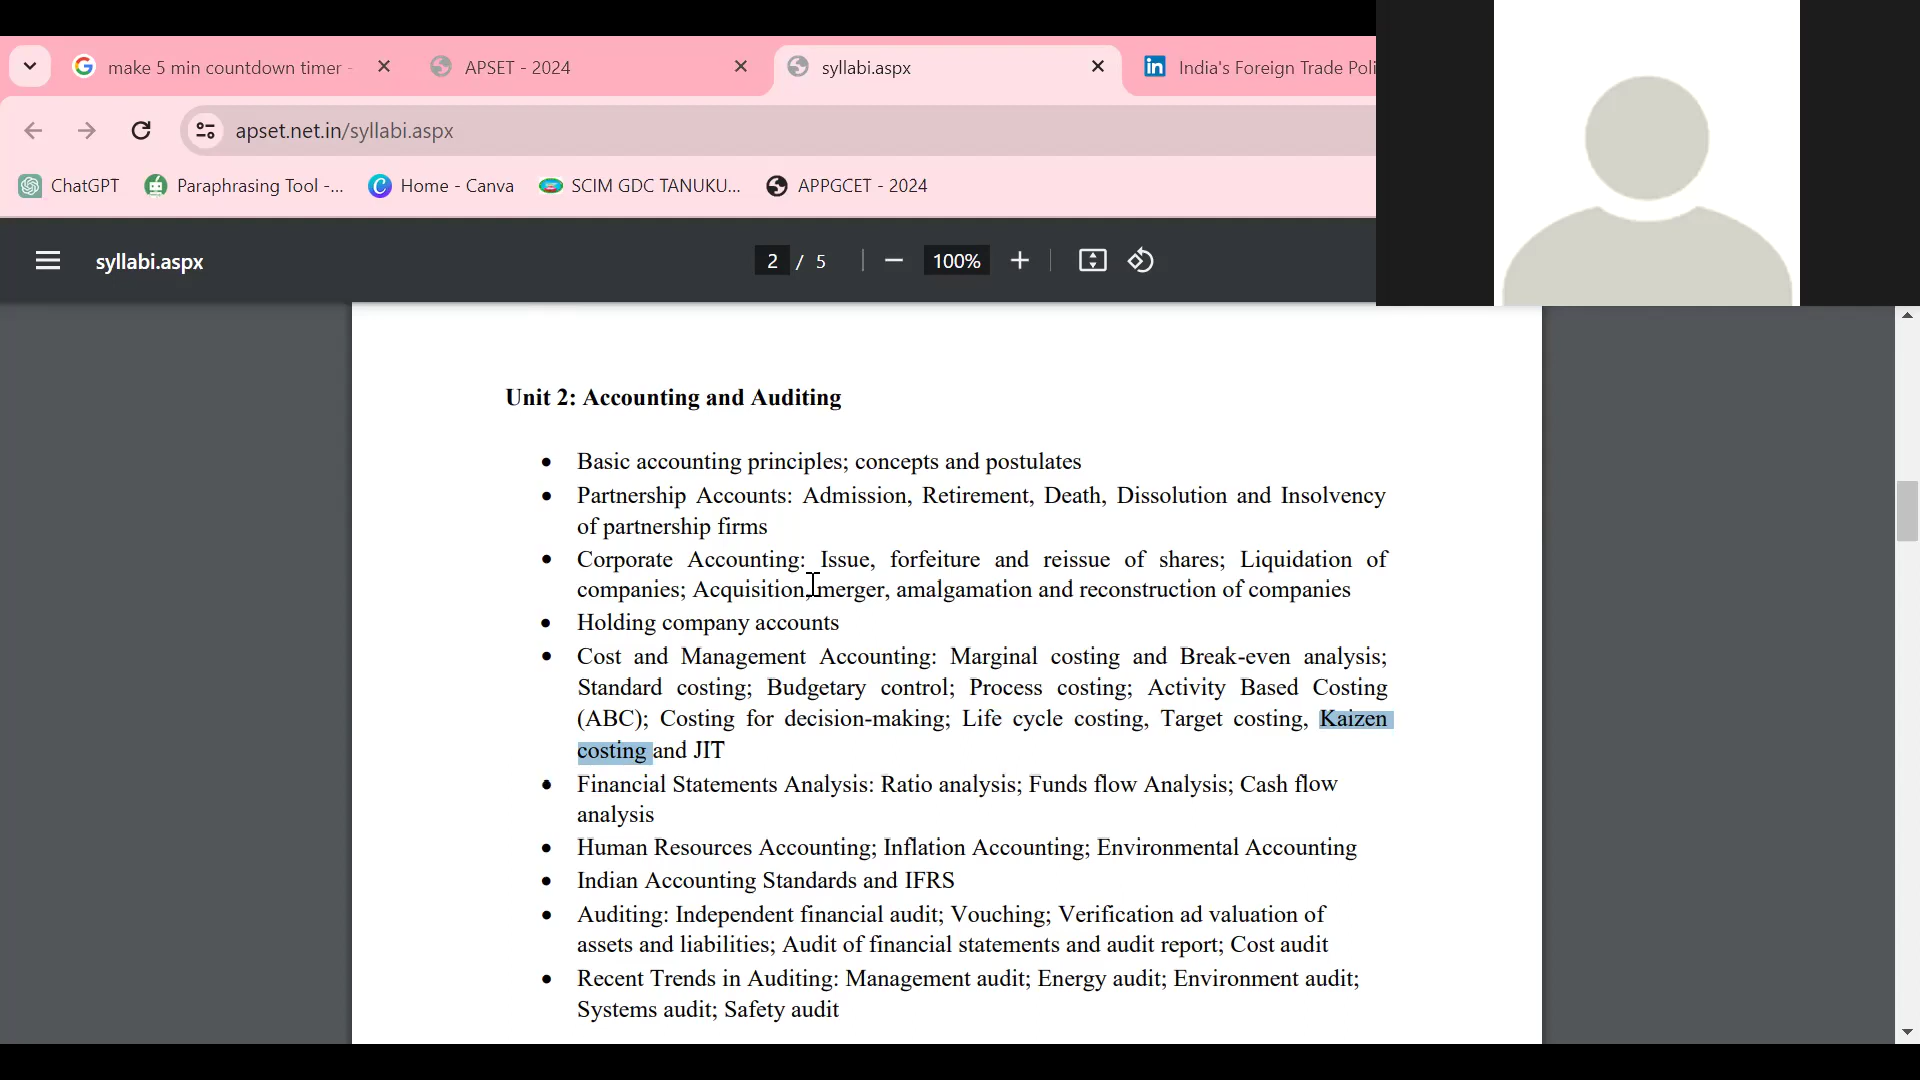 make 5 min countdown timer -
APSET - 2024
syllabi.aspx
India's Foreign Trade Poli
apset.net.in/syllabi.aspx
ChatGPT
Paraphrasing Tool -...
Home - Canva
SCIM GDC TANUKU...
APPGCET - 2024
syllabi.aspx
2 / 5
100%
Unit 2: Accounting and Auditing
• Basic accounting principles; concepts and postulates
• Partnership Accounts: Admission, Retirement, Death, Dissolution and Insolvency
of partnership firms
• Corporate Accounting: Issue, forfeiture and reissue of shares; Liquidation of
companies; Acquisition, merger, amalgamation and reconstruction of companies
• Holding company accounts
• Cost and Management Accounting: Marginal costing and Break-even analysis;
Standard costing; Budgetary control; Process costing; Activity Based Costing
(ABC); Costing for decision-making; Life cycle costing, Target costing, Kaizen
costing and JIT
• Financial Statements Analysis: Ratio analysis; Funds flow Analysis; Cash flow
analysis
• Human Resources Accounting; Inflation Accounting; Environmental Accounting
• Indian Accounting Standards and IFRS
• Auditing: Independent financial audit; Vouching; Verification ad valuation of
assets and liabilities; Audit of financial statements and audit report; Cost audit
• Recent Trends in Auditing: Management audit; Energy audit; Environment audit;
Systems audit; Safety audit